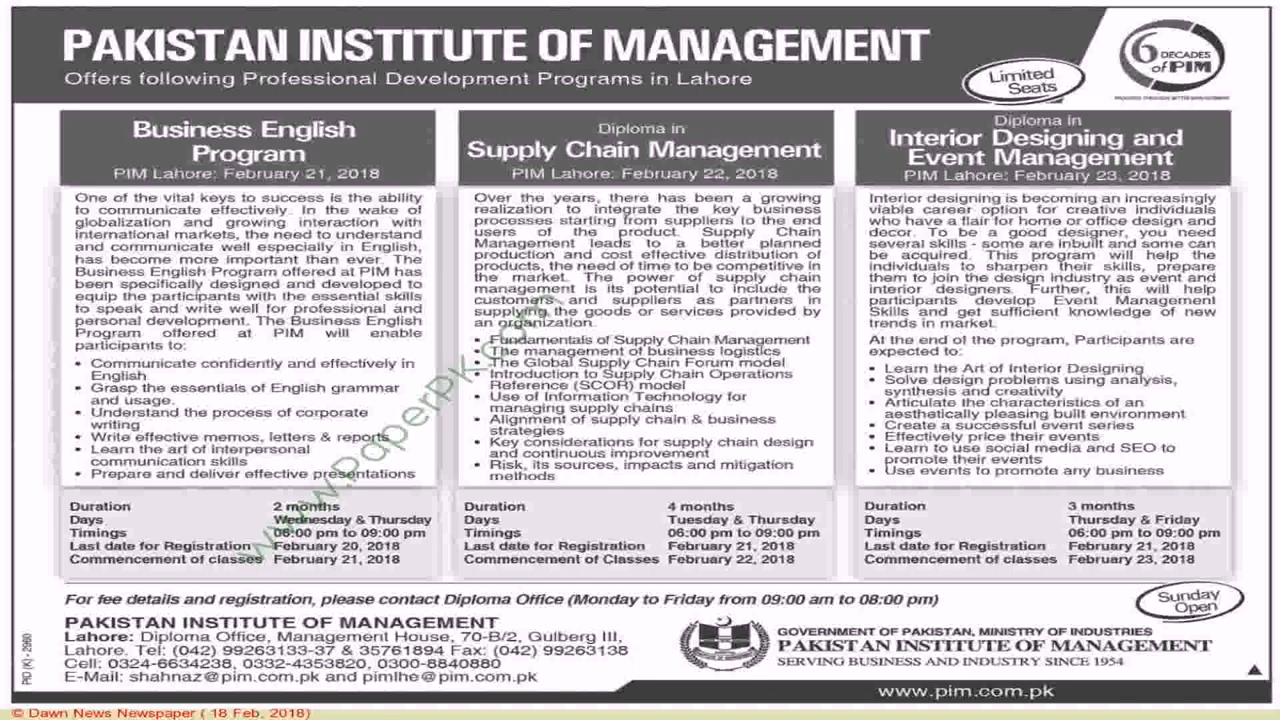 PAKISTAN INSTITUTE OF MANAGEMENT
Offers following Professional Development Programs in Lahore
Limited
Seats
6 DECADES
of PIM
Business English
Program
PIM Lahore: February 21, 2018
One of the vital keys to success is the ability
to communicate effectively. In the wake of
globalization and growing interaction with
international markets, the need to understand
and communicate well especially in English,
has become more important than ever. The
Business English Program offered at PIM has
been specifically designed and developed to
equip the participants with the essential skills
to speak and write well for professional and
personal development. The Business English
Program offered at PIM will enable
participants to:
• Communicate confidently and effectively in
English
• Grasp the essentials of English grammar
and usage.
• Understand the process of corporate
writing
• Write effective memos, letters & reports
• Learn the art of interpersonal
communication skills
• Prepare and deliver effective presentations
Duration 2 months
Days Wednesday & Thursday
Timings 06:00 pm to 09:00 pm
Last date for Registration February 20, 2018
Commencement of classes February 21, 2018
Diploma in
Supply Chain Management
PIM Lahore: February 22, 2018
Over the years, there has been a growing
realization to integrate the key business
processes starting from suppliers to the end
users of the product. Supply Chain
Management leads to a better planned
production and cost effective distribution of
products, the need of time to be competitive in
the market. The power of supply chain
management is its potential to include the
customers and suppliers as partners in
supplying the goods or services provided by
an organization.
• Fundamentals of Supply Chain Management
• The management of business logistics
• The Global Supply Chain Forum model
• Introduction to Supply Chain Operations
Reference (SCOR) model
• Use of Information Technology for
managing supply chains
• Alignment of supply chain & business
strategies
• Key considerations for supply chain design
and continuous improvement
• Risk, its sources, impacts and mitigation
methods
Duration 4 months
Days Tuesday & Thursday
Timings 06:00 pm to 09:00 pm
Last date for Registration February 21, 2018
Commencement of Classes February 22, 2018
Diploma in
Interior Designing and
Event Management
PIM Lahore: February 23, 2018
Interior designing is becoming an increasingly
viable career option for creative individuals
who have a flair for home or office design and
decor. To be a good designer, you need
several skills - some are inbuilt and some can
be acquired. This program will help the
individuals to sharpen their skills, prepare
them to join the design industry as event and
interior designers. Further, this will help
participants develop Event Management
Skills and get sufficient knowledge of new
trends in market.
At the end of the program, Participants are
expected to:
• Learn the Art of Interior Designing
• Solve design problems using analysis,
synthesis and creativity
• Articulate the characteristics of an
aesthetically pleasing built environment
• Create a successful event series
• Effectively price their events
• Learn to use social media and SEO to
promote their events
• Use events to promote any business
Duration 3 months
Days Thursday & Friday
Timings 06:00 pm to 09:00 pm
Last date for Registration February 21, 2018
Commencement of classes February 23, 2018
www.PaperPK.com
For fee details and registration, please contact Diploma Office (Monday to Friday from 09:00 am to 08:00 pm)
Sunday
Open
PAKISTAN INSTITUTE OF MANAGEMENT
Lahore: Diploma Office, Management House, 70-B/2, Gulberg III,
Lahore. Tel: (042) 99263133-37 & 35761894 Fax: (042) 99263138
Cell: 0324-6634238, 0332-4353820, 0300-8840880
E-Mail: shahnaz@pim.com.pk and pimlhe@pim.com.pk
GOVERNMENT OF PAKISTAN, MINISTRY OF INDUSTRIES
PAKISTAN INSTITUTE OF MANAGEMENT
SERVING BUSINESS AND INDUSTRY SINCE 1954
www.pim.com.pk
© Dawn News Newspaper ( 18 Feb, 2018)